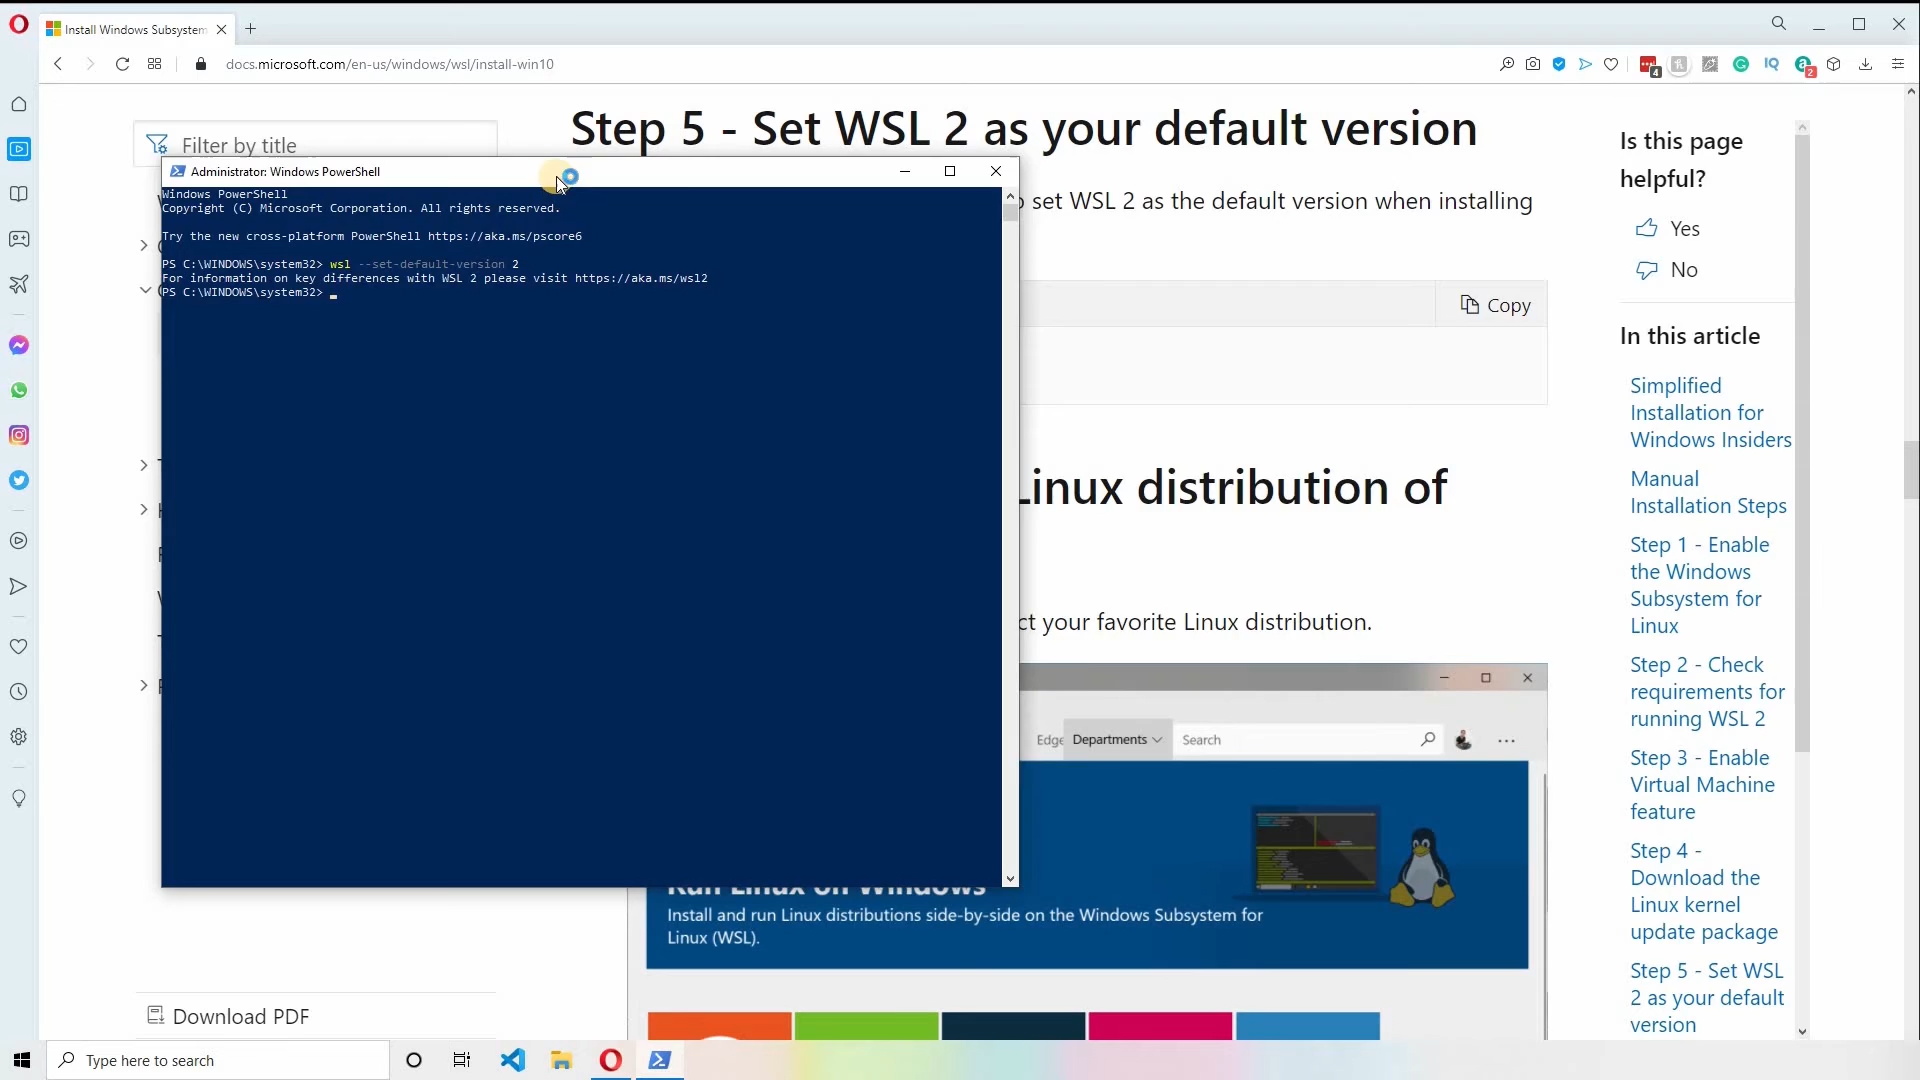 Install Windows Subsystem
docs.microsoft.com/en-us/windows/wsl/install-win10
4
2
Filter by title
Step 5 - Set WSL 2 as your default version
set WSL 2 as the default version when installing
Administrator: Windows PowerShell
Windows PowerShell
Copyright (C) Microsoft Corporation. All rights reserved.
Try the new cross-platform PowerShell https://aka.ms/pscore6
PS C:\WINDOWS\system32> wsl --set-default-version 2
For information on key differences with WSL 2 please visit https://aka.ms/wsl2
PS C:\WINDOWS\system32>
Copy
Linux distribution of
your favorite Linux distribution.
Edge
Departments
Search
Run Linux on Windows
Install and run Linux distributions side-by-side on the Windows Subsystem for
Linux (WSL).
Download PDF
Is this page
helpful?
Yes
No
In this article
Simplified
Installation for
Windows Insiders
Manual
Installation Steps
Step 1 - Enable
the Windows
Subsystem for
Linux
Step 2 - Check
requirements for
running WSL 2
Step 3 - Enable
Virtual Machine
feature
Step 4 -
Download the
Linux kernel
update package
Step 5 - Set WSL
2 as your default
version
Type here to search